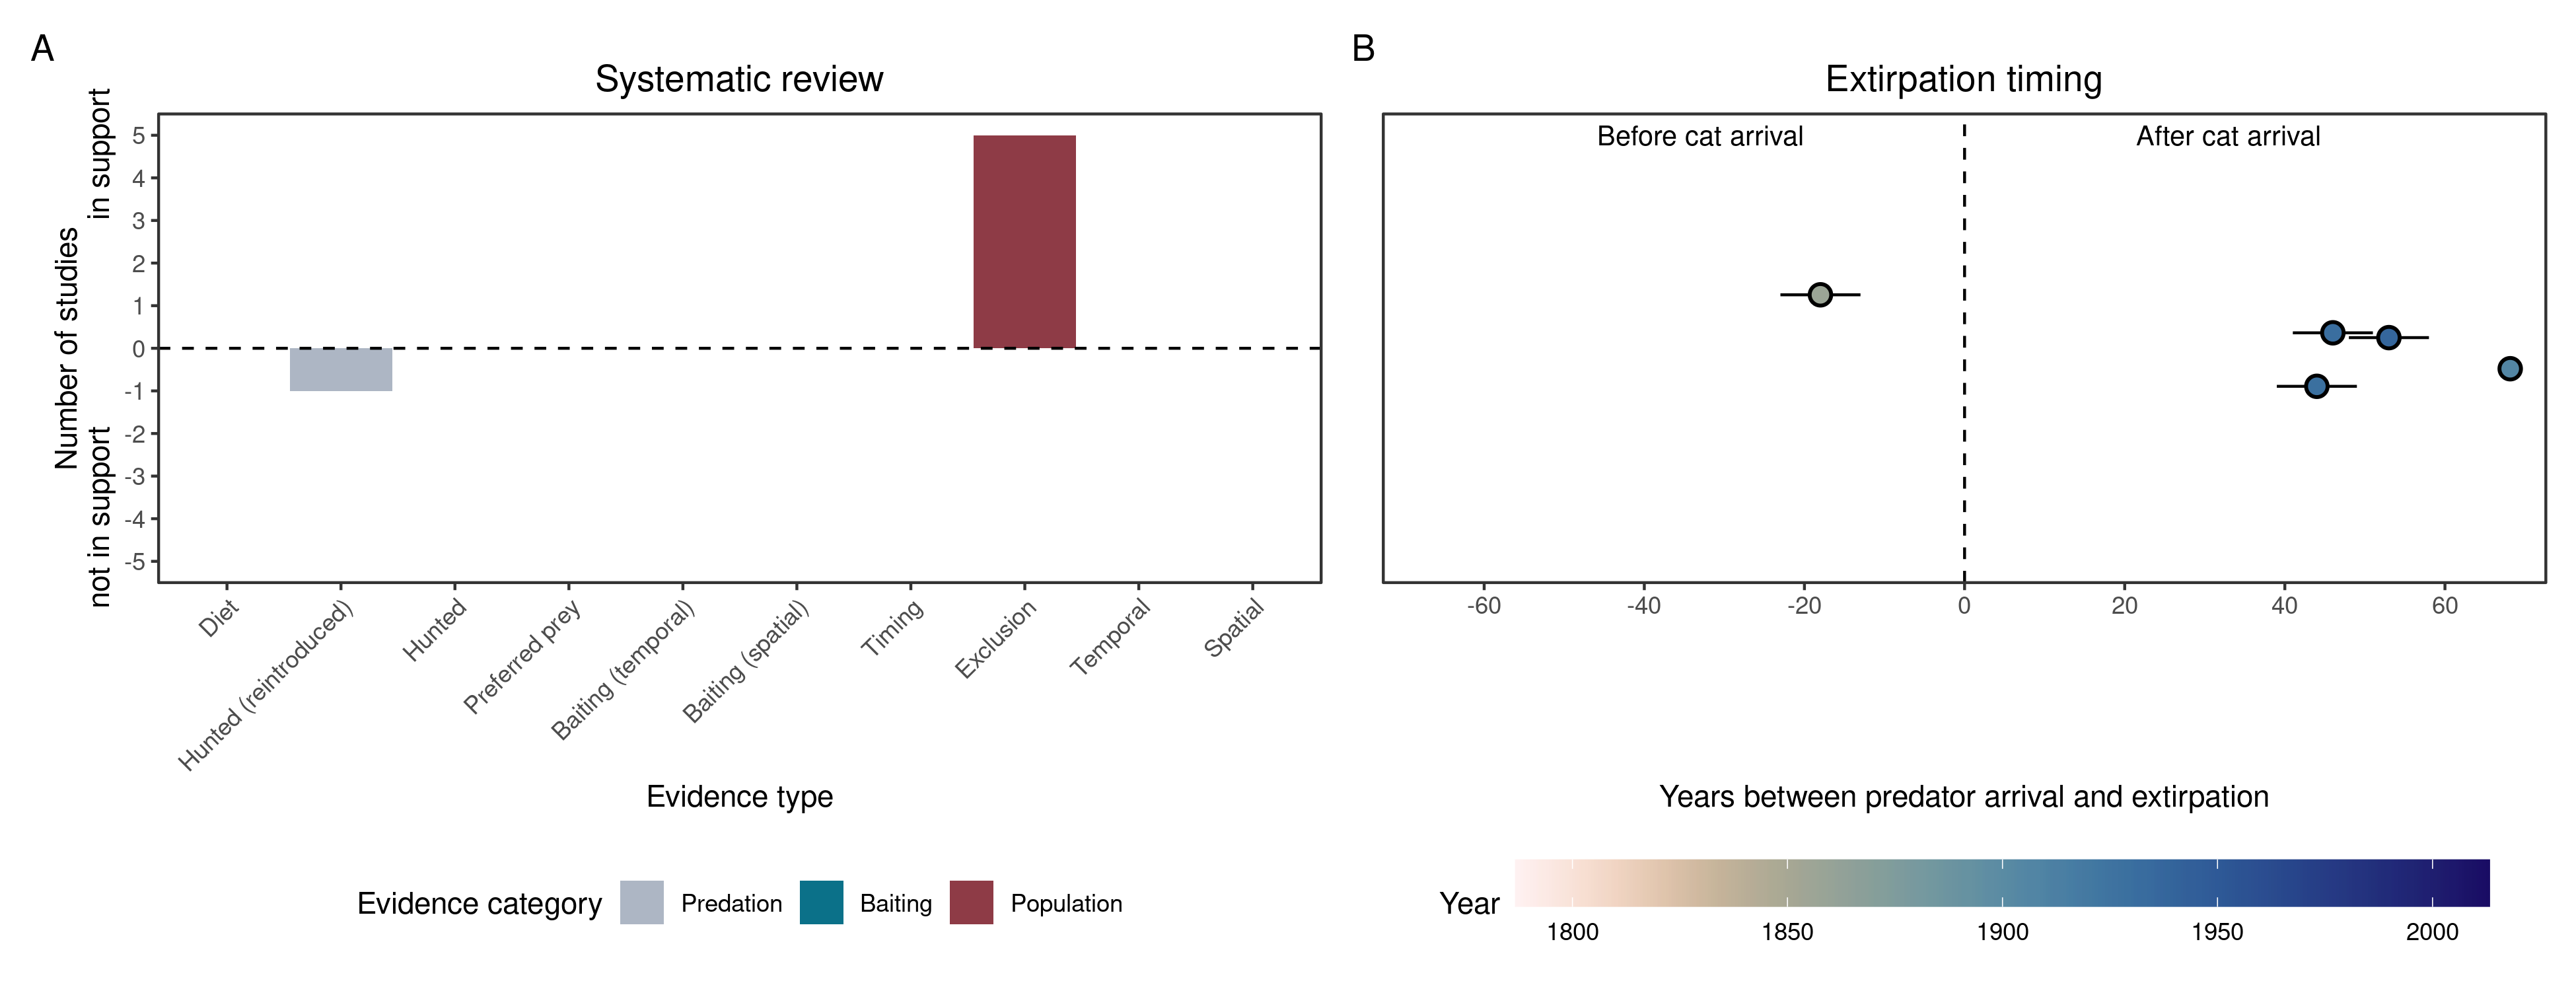 A
Systematic review
Number of studies
in support
not in support
5
4
3
2
1
0
-1
-2
-3
-4
-5
Diet
Hunted (reintroduced)
Hunted
Preferred prey
Baiting (temporal)
Baiting (spatial)
Timing
Exclusion
Temporal
Spatial
Evidence type
Evidence category
Predation
Baiting
Population
B
Extirpation timing
Before cat arrival
After cat arrival
-60
-40
-20
0
20
40
60
Years between predator arrival and extirpation
Year
1800
1850
1900
1950
2000